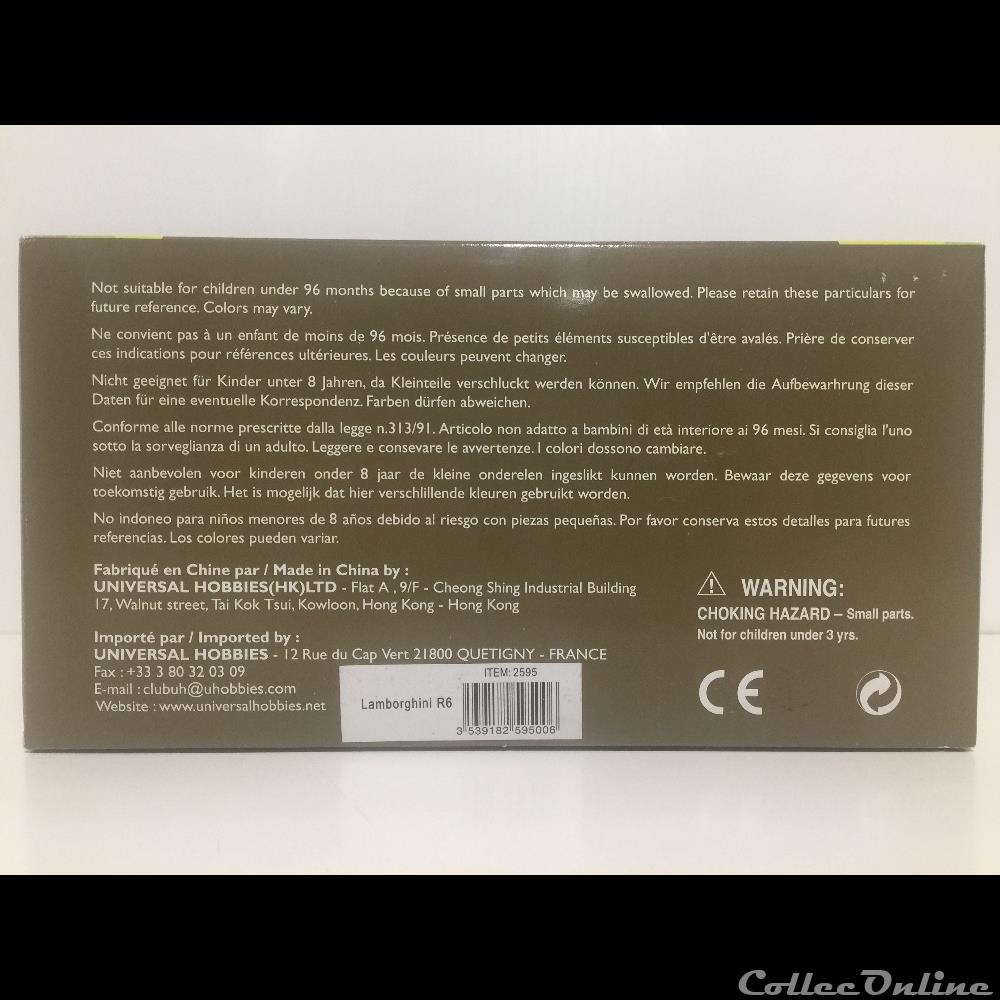 Not suitable for children under 96 months because of small parts which may be swallowed. Please retain these particulars for
future reference. Colors may vary.
Ne convient pas à un enfant de moins de 96 mois. Présence de petits éléments susceptibles d'être avalés. Prière de conserver
ces indications pour références ultérieures. Les couleurs peuvent changer.
Nicht geeignet für Kinder unter 8 Jahren, da Kleinteile verschluckt werden können. Wir empfehlen die Aufbewarhrung dieser
Daten für eine eventuelle Korrespondenz. Farben dürfen abweichen.
Conforme alle norme prescritte dalla legge n.313/91. Articolo non adatto a bambini di età interiore ai 96 mesi. Si consiglia l'uno
sotto la sorveglianza di un adulto. Leggere e consevare le avvertenze. I colori dossono cambiare.
Niet aanbevolen voor kinderen onder 8 jaar de kleine onderelen ingeslikt kunnen worden. Bewaar deze gegevens voor
toekomstig gebruik. Het is mogelijk dat hier verschlillende kleuren gebruikt worden.
No indoneo para niños menores de 8 años debido al riesgo con piezas pequeñas. Por favor conserva estos detalles para futures
referencias. Los colores pueden variar.
Fabriqué en Chine par / Made in China by :
UNIVERSAL HOBBIES(HK)LTD - Flat A , 9/F - Cheong Shing Industrial Building
17, Walnut street, Tai Kok Tsui, Kowloon, Hong Kong - Hong Kong
Importé par / Imported by :
UNIVERSAL HOBBIES - 12 Rue du Cap Vert 21800 QUETIGNY - FRANCE
Fax : +33 3 80 32 03 09
E-mail : clubuh@uhobbies.com
Website : www.universalhobbies.net
ITEM: 2595
Lamborghini R6
3 539182 595006
WARNING:
CHOKING HAZARD – Small parts.
Not for children under 3 yrs.
CE
CollecOnline